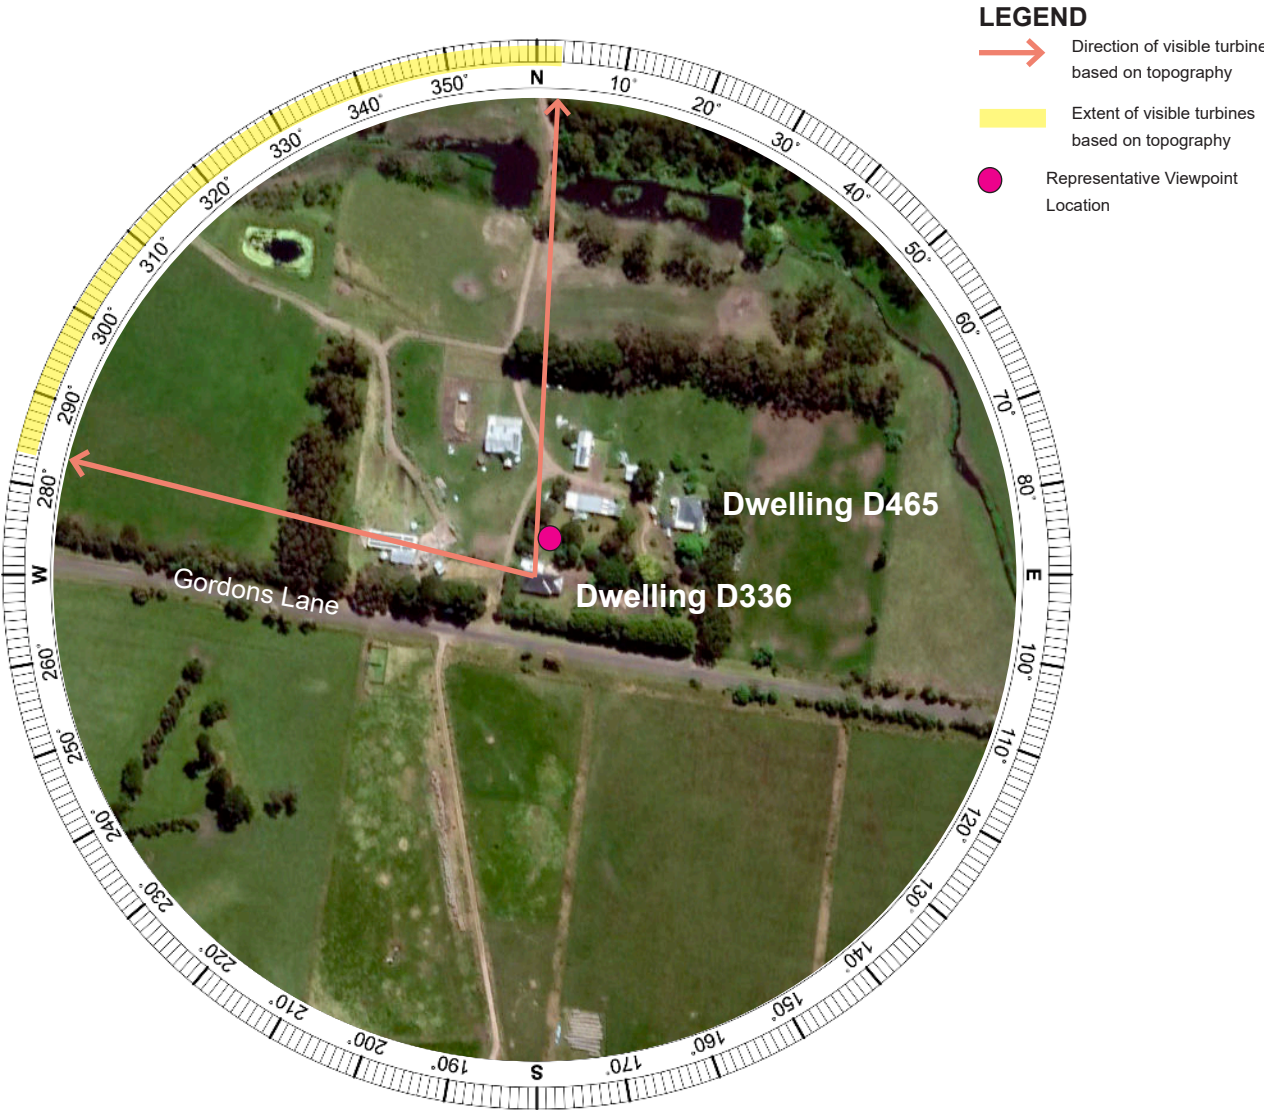 LEGEND
Direction of visible turbine
based on topography
Extent of visible turbines
based on topography
Representative Viewpoint
Location
N
10°
20°
30°
40°
50°
60°
70°
80°
E
100°
110°
120°
130°
140°
150°
160°
170°
S
190°
200°
210°
220°
230°
240°
250°
260°
W
280°
290°
300°
310°
320°
330°
340°
350°
Dwelling D465
Dwelling D336
Gordons Lane